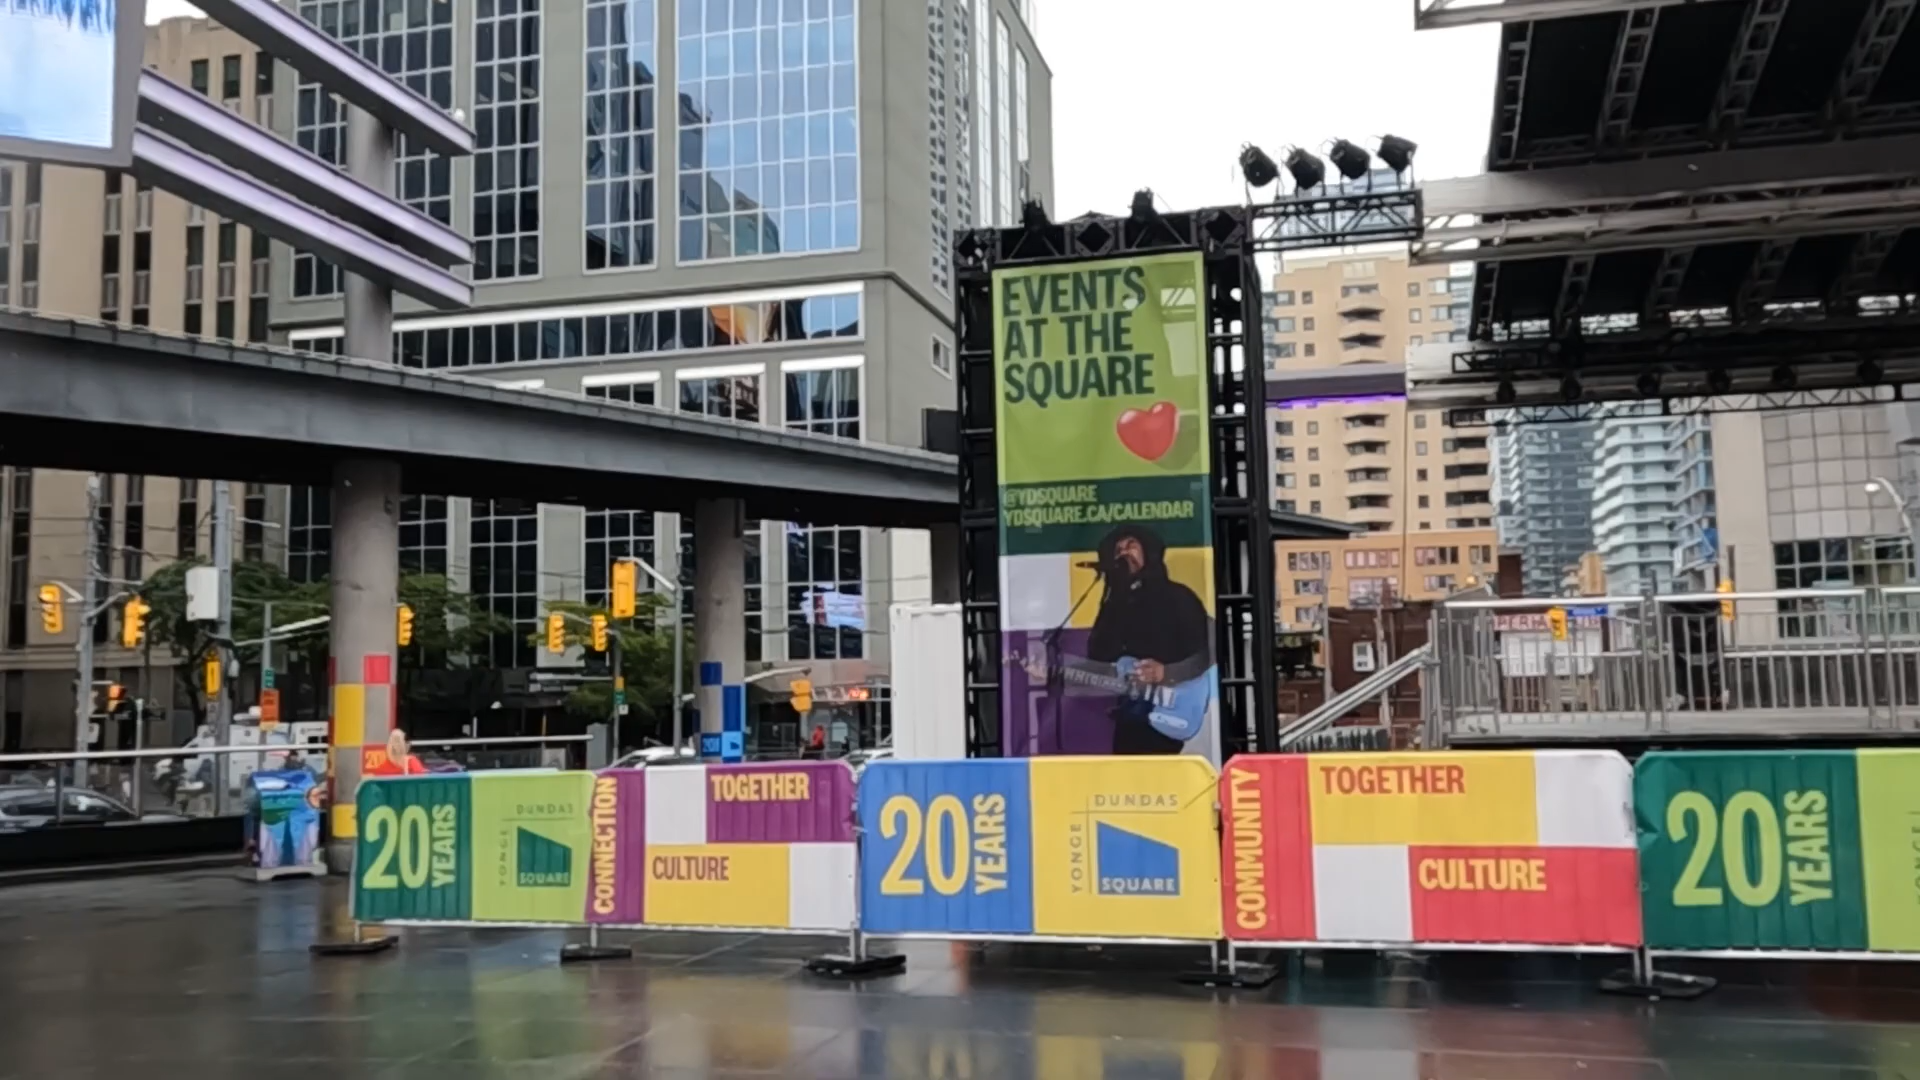 EVENTS
AT THE
SQUARE
@YDSQUARE
YDSQUARE.CA/CALENDAR
20
YEARS
YONGE
DUNDAS
SQUARE
CONNECTION
TOGETHER
CULTURE
20
YEARS
YONGE
DUNDAS
SQUARE
COMMUNITY
TOGETHER
CULTURE
20
YEARS